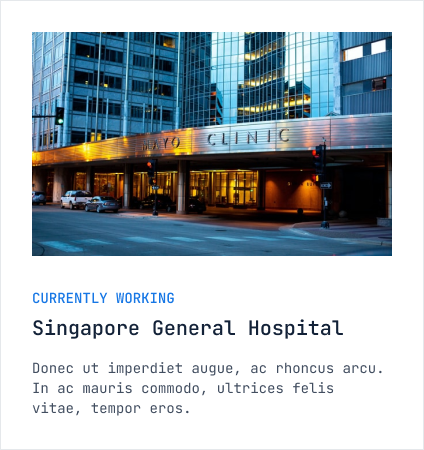 MAYO CLINIC
CURRENTLY WORKING
Singapore General Hospital
Donec ut imperdiet augue, ac rhoncus arcu.
In ac mauris commodo, ultrices felis
vitae, tempor eros.